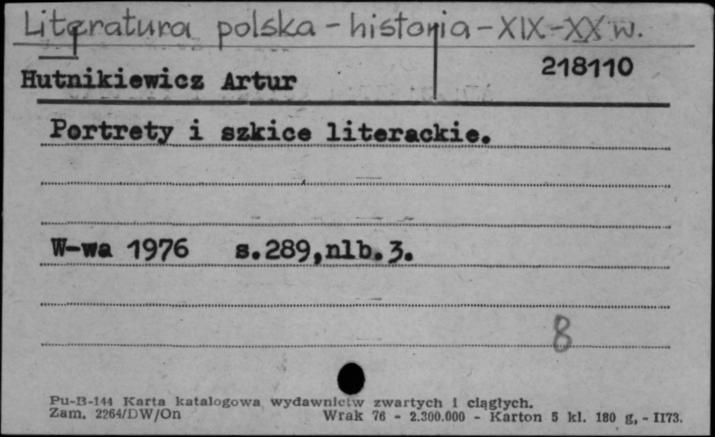 Literatura polska - historia - XIX-XX w.
Hutnikiewicz Artur 218110
Portrety i szkice literackie.
W-wa 1976 s.289,nlb.3.
8
Pu-B-144 Karta katalogowa wydawnictw zwartych i ciągłych.
Zam. 2264/DW/On Wrak 76 - 2.300.000 - Karton 5 kl. 180 g, - II73.